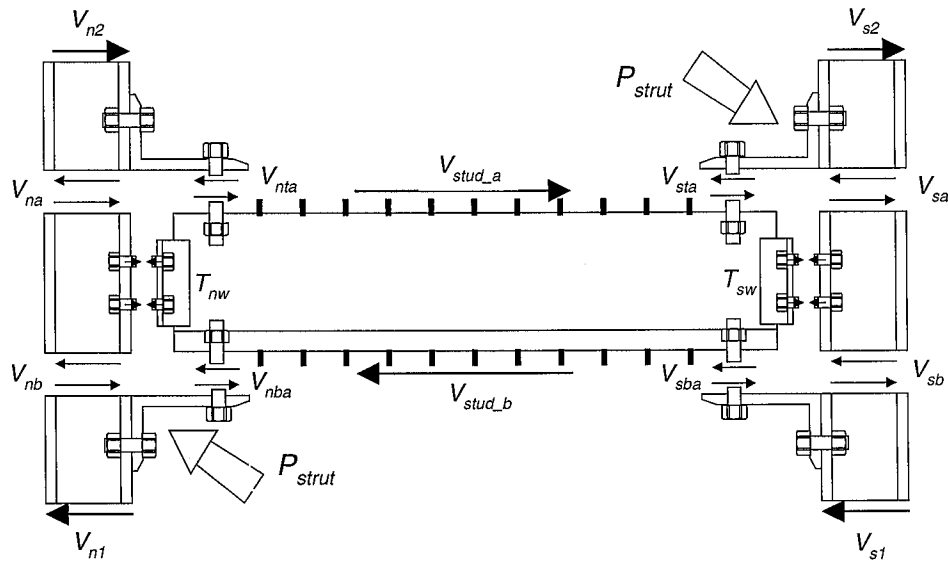 Vn2
Vs2
Pstrut
Vna
Vnta
Vstud_a
Vsta
Vsa
Tnw
Tsw
Vnb
Vnba
Vstud_b
Vsba
Vsb
Pstrut
Vn1
Vs1